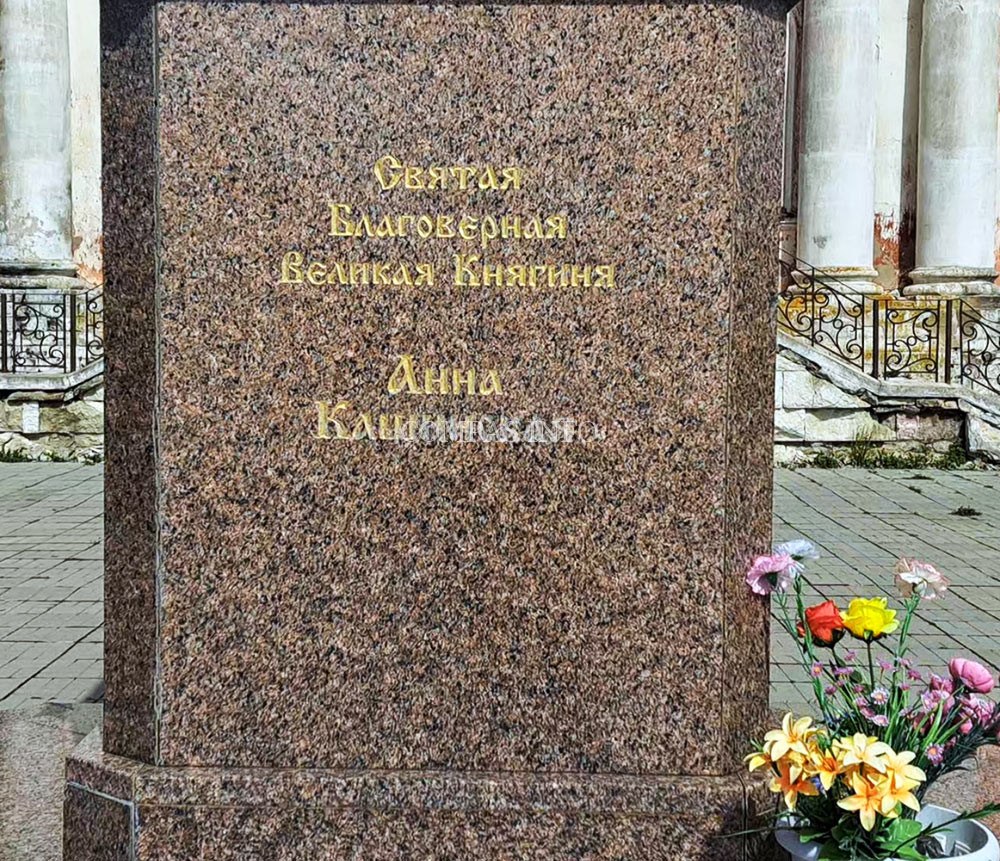 Святая
Благоверная
Великая Княгиня
Анна
Кашинская